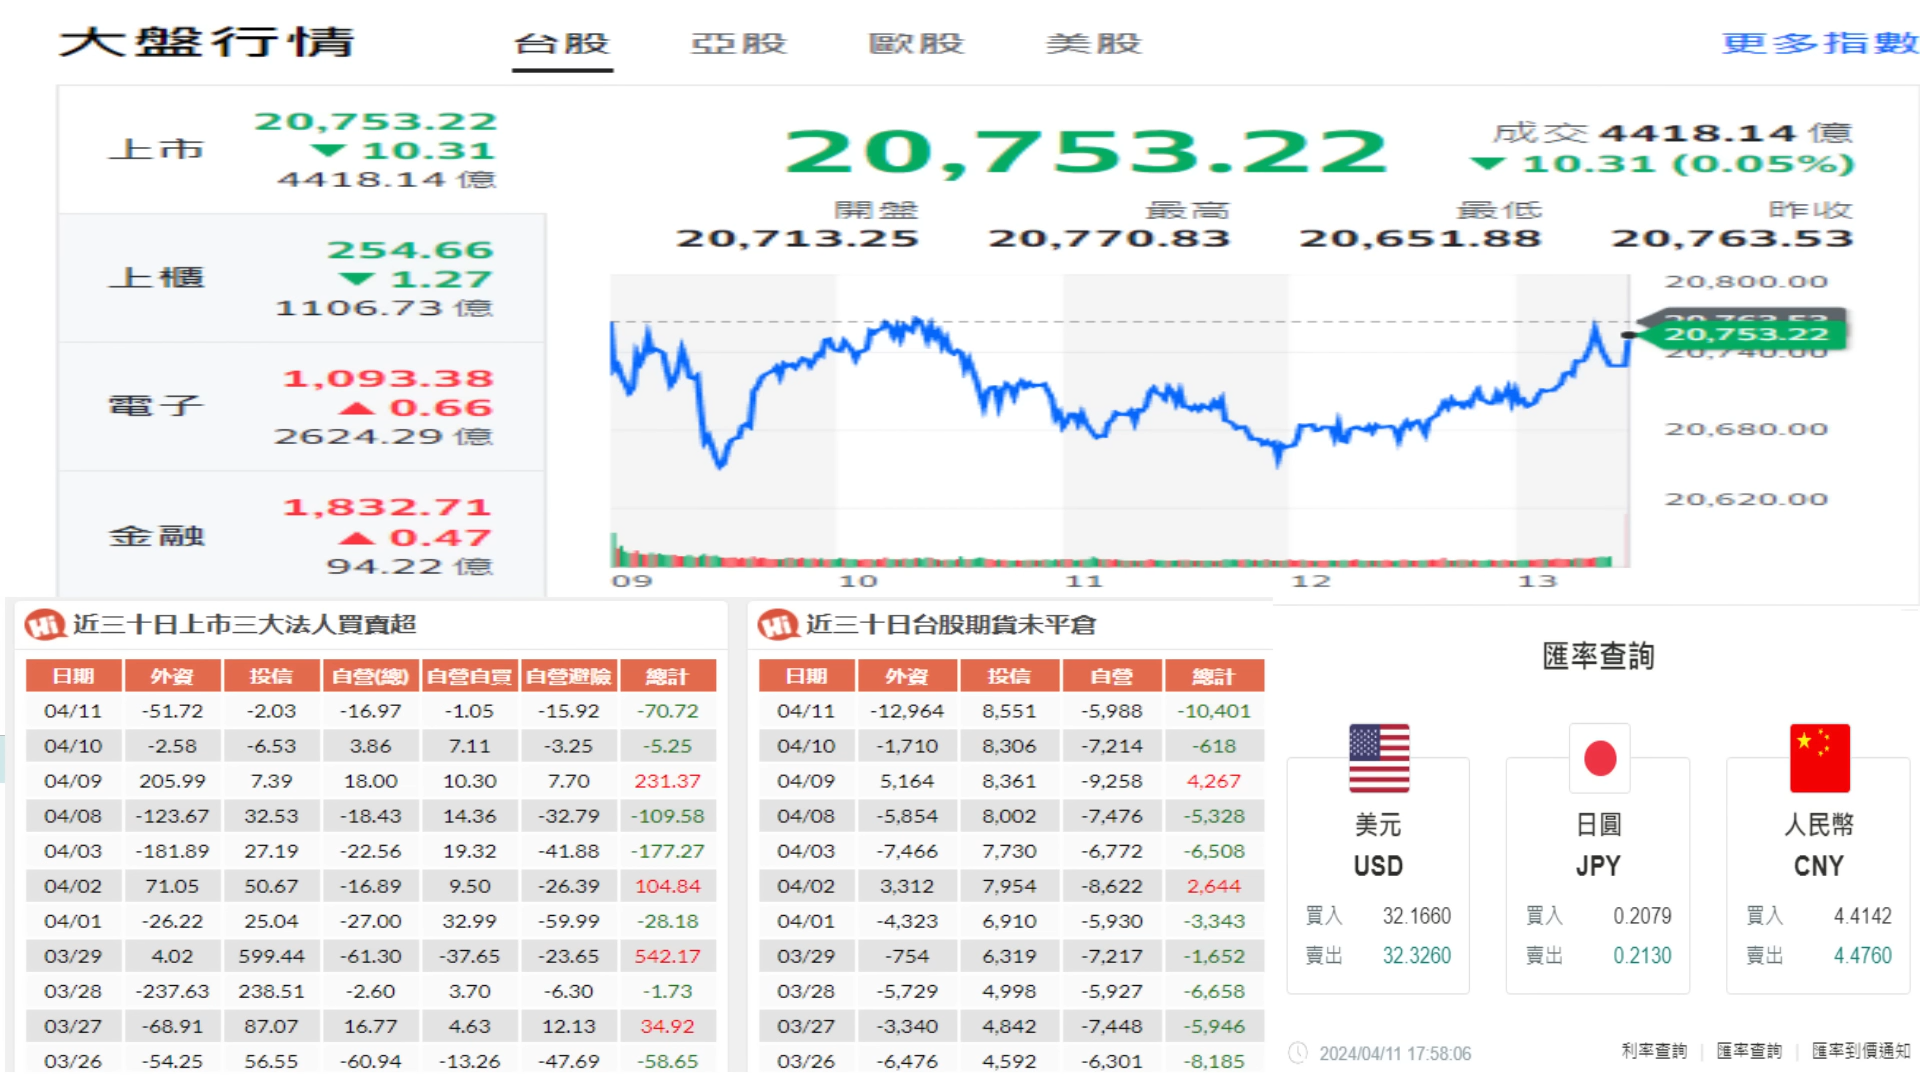 大盤行情 台股 亞股 歐股 美股 更多指數
上市 20,753.22 ▼ 10.31 4418.14 億
上櫃 254.66 ▼ 1.27 1106.73 億
電子 1,093.38 ▲ 0.66 2624.29 億
金融 1,832.71 ▲ 0.47 94.22 億
20,753.22
成交 4418.14 億
▼ 10.31 (0.05%)
開盤 最高 最低 昨收
20,713.25 20,770.83 20,651.88 20,763.53
20,800.00
20,763.53
20,753.22
20,740.00
20,680.00
20,620.00
09 10 11 12 13
Hi 近三十日上市三大法人買賣超
日期 外資 投信 自營(總) 自營自買 自營避險 總計
04/11 -51.72 -2.03 -16.97 -1.05 -15.92 -70.72
04/10 -2.58 -6.53 3.86 7.11 -3.25 -5.25
04/09 205.99 7.39 18.00 10.30 7.70 231.37
04/08 -123.67 32.53 -18.43 14.36 -32.79 -109.58
04/03 -181.89 27.19 -22.56 19.32 -41.88 -177.27
04/02 71.05 50.67 -16.89 9.50 -26.39 104.84
04/01 -26.22 25.04 -27.00 32.99 -59.99 -28.18
03/29 4.02 599.44 -61.30 -37.65 -23.65 542.17
03/28 -237.63 238.51 -2.60 3.70 -6.30 -1.73
03/27 -68.91 87.07 16.77 4.63 12.13 34.92
03/26 -54.25 56.55 -60.94 -13.26 -47.69 -58.65
Hi 近三十日台股期貨未平倉
日期 外資 投信 自營 總計
04/11 -12,964 8,551 -5,988 -10,401
04/10 -1,710 8,306 -7,214 -618
04/09 5,164 8,361 -9,258 4,267
04/08 -5,854 8,002 -7,476 -5,328
04/03 -7,466 7,730 -6,772 -6,508
04/02 3,312 7,954 -8,622 2,644
04/01 -4,323 6,910 -5,930 -3,343
03/29 -754 6,319 -7,217 -1,652
03/28 -5,729 4,998 -5,927 -6,658
03/27 -3,340 4,842 -7,448 -5,946
03/26 -6,476 4,592 -6,301 -8,185
匯率查詢
美元 日圓 人民幣
USD JPY CNY
買入 32.1660 買入 0.2079 買入 4.4142
賣出 32.3260 賣出 0.2130 賣出 4.4760
2024/04/11 17:58:06 利率查詢 | 匯率查詢 | 匯率到價通知